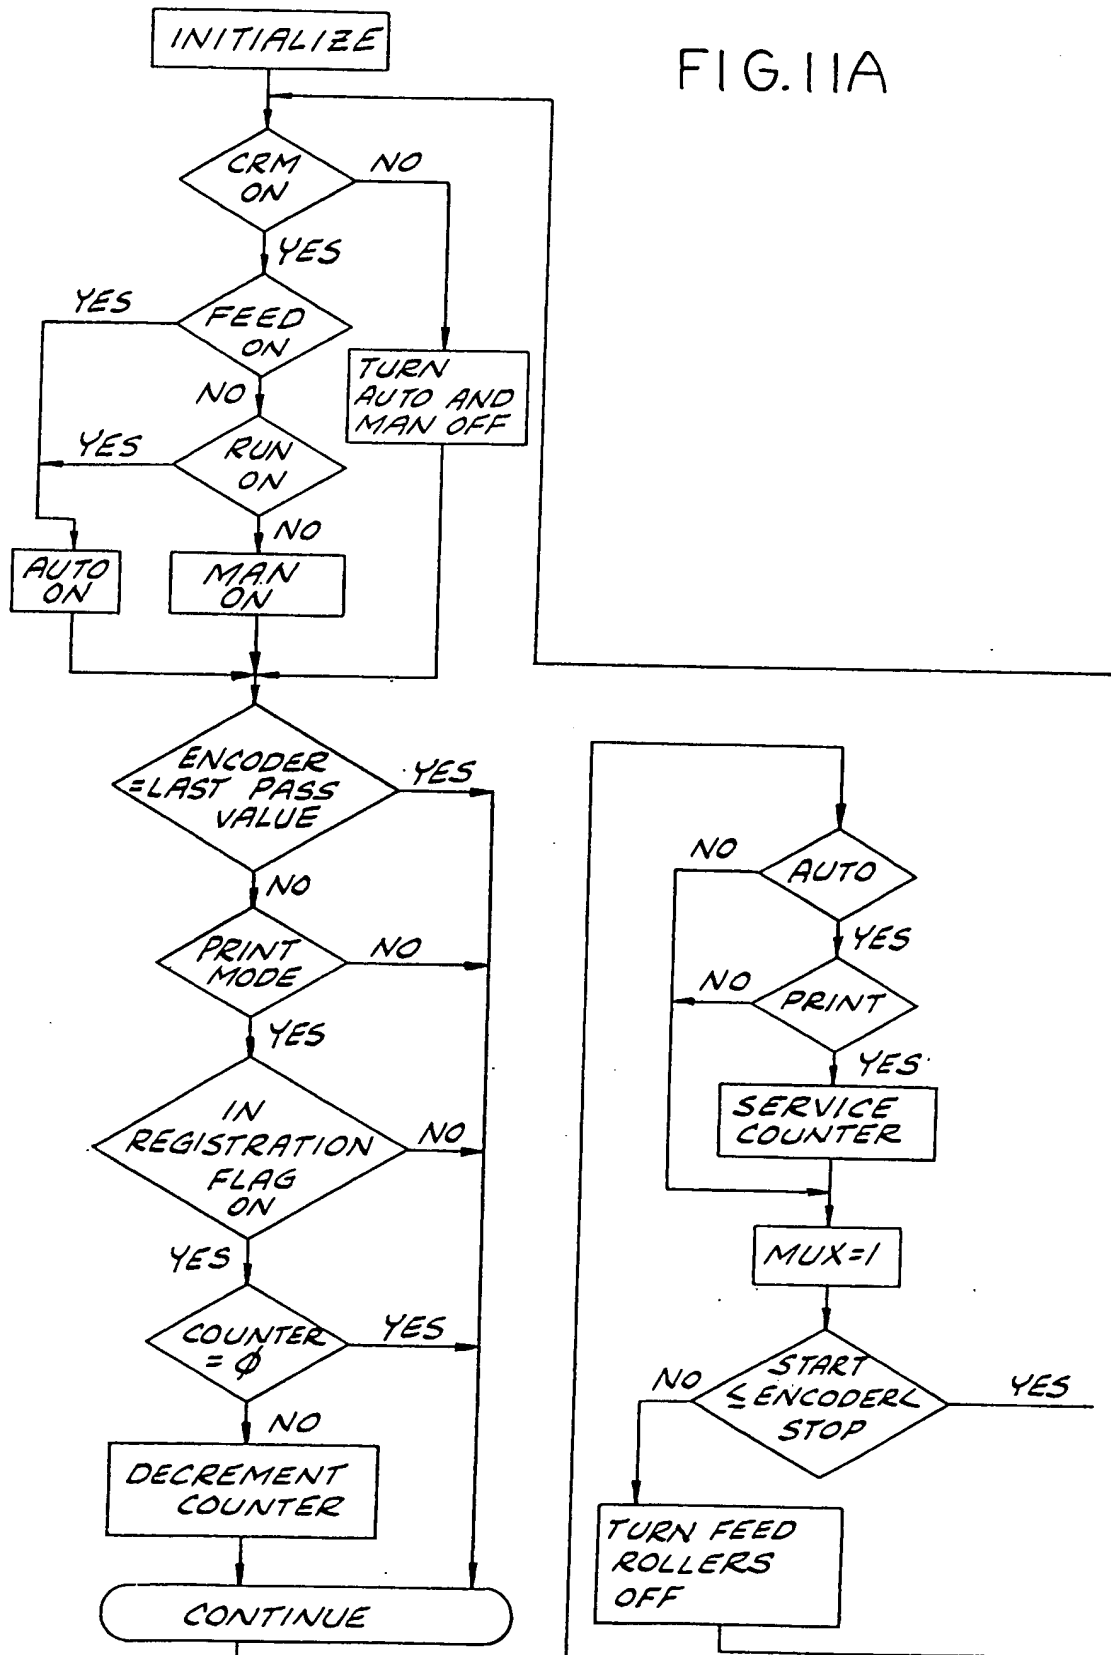 FIG. 11A
INITIALIZE
CRM
ON
NO
YES
YES
FEED
ON
NO
TURN
AUTO AND
MAN OFF
YES
RUN
ON
NO
AUTO
ON
MAN
ON
ENCODER
=LAST PASS
VALUE
YES
NO
PRINT
MODE
NO
YES
IN
REGISTRATION
FLAG
ON
NO
YES
COUNTER
= φ
YES
NO
DECREMENT
COUNTER
CONTINUE
AUTO
NO
YES
PRINT
NO
YES
SERVICE
COUNTER
MUX=1
START
≤ ENCODER<
STOP
NO
YES
TURN FEED
ROLLERS
OFF